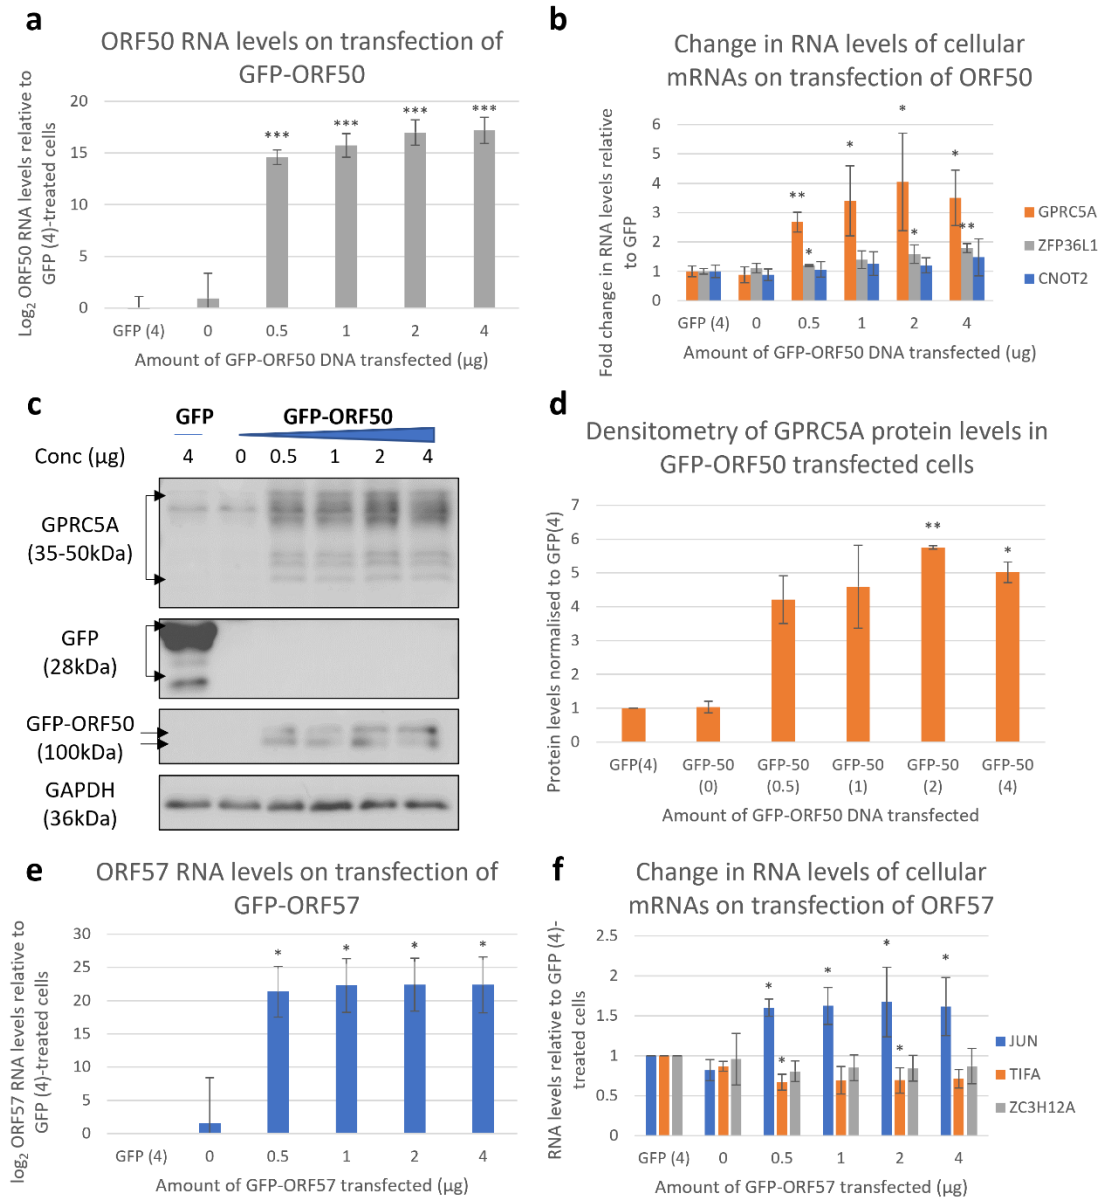 a
ORF50 RNA levels on transfection of
GFP-ORF50
Log2 ORF50 RNA levels relative to
GFP (4)-treated cells
20
15
10
5
0
***
***
***
***
GFP (4) 0 0.5 1 2 4
Amount of GFP-ORF50 DNA transfected (µg)
b
Change in RNA levels of cellular
mRNAs on transfection of ORF50
Fold change in RNA levels relative
to GFP
6
5
4
3
2
1
0
**
*
*
*
*
*
**
GFP (4) 0 0.5 1 2 4
Amount of GFP-ORF50 DNA transfected (ug)
GPRC5A
ZFP36L1
CNOT2
c
GFP GFP-ORF50
Conc (µg) 4 0 0.5 1 2 4
GPRC5A
(35-50kDa)
GFP
(28kDa)
GFP-ORF50
(100kDa)
GAPDH
(36kDa)
d
Densitometry of GPRC5A protein levels in
GFP-ORF50 transfected cells
Protein levels normalised to GFP(4)
7
6
5
4
3
2
1
0
**
*
GFP(4) GFP-50 GFP-50 GFP-50 GFP-50 GFP-50
(0) (0.5) (1) (2) (4)
Amount of GFP-ORF50 DNA transfected
e
ORF57 RNA levels on transfection of
GFP-ORF57
log2 ORF57 RNA levels relative to
GFP (4)-treated cells
30
25
20
15
10
5
0
*
*
*
*
GFP (4) 0 0.5 1 2 4
Amount of GFP-ORF57 transfected (µg)
f
Change in RNA levels of cellular
mRNAs on transfection of ORF57
RNA levels relative to GFP (4)-
treated cells
2.5
2
1.5
1
0.5
0
*
*
*
*
*
*
GFP (4) 0 0.5 1 2 4
Amount of GFP-ORF57 transfected (µg)
JUN
TIFA
ZC3H12A